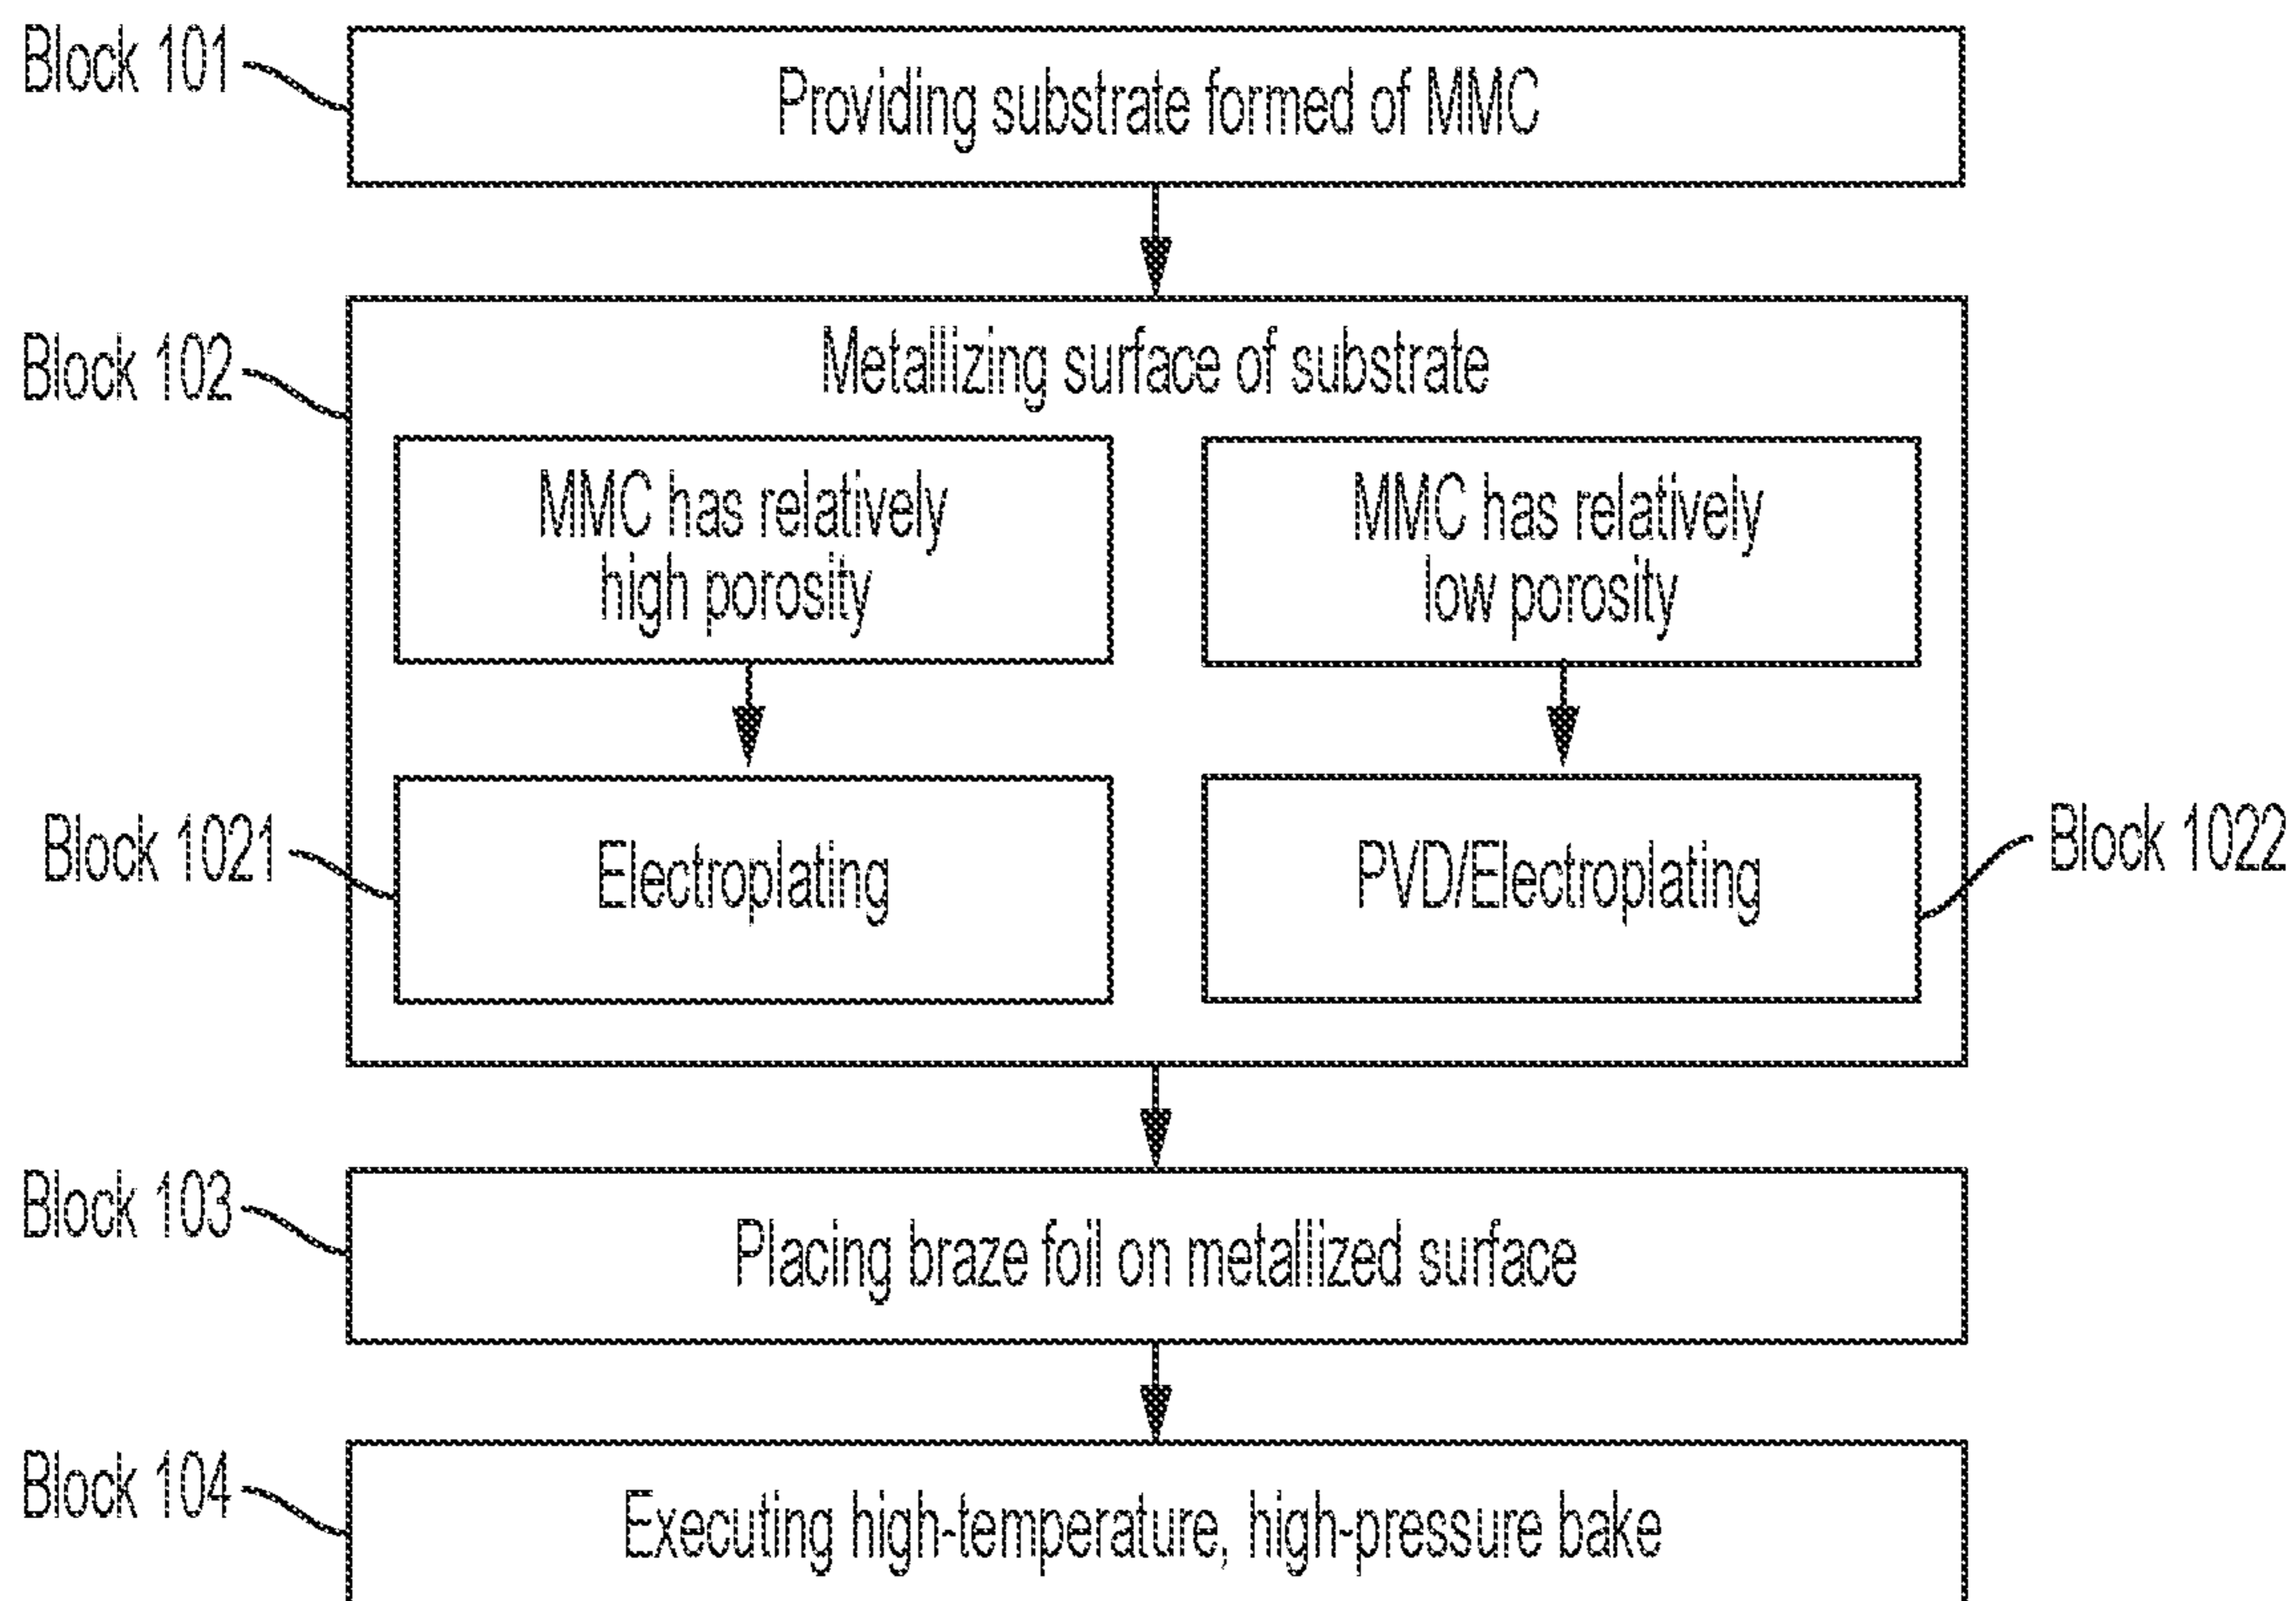 Block 101
Providing substrate formed of MMC
Block 102
Metallizing surface of substrate
MMC has relatively
high porosity
MMC has relatively
low porosity
Block 1021
Electroplating
PVD/Electroplating
Block 1022
Block 103
Placing braze foil on metallized surface
Block 104
Executing high-temperature, high-pressure bake